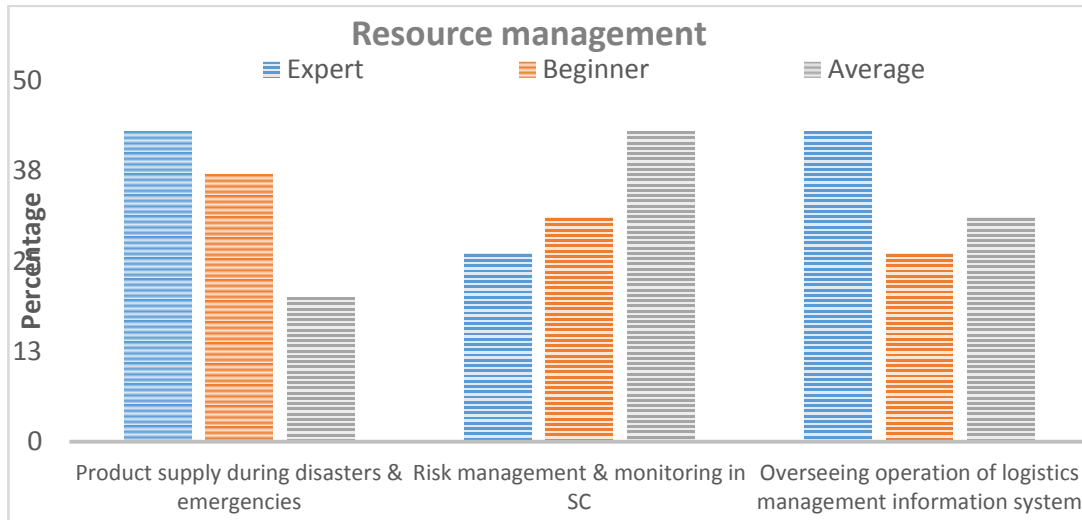 Resource management
Expert Beginner Average
50
38
13
0
Percentage
Product supply during disasters &
emergencies
Risk management & monitoring in
SC
Overseeing operation of logistics
management information system